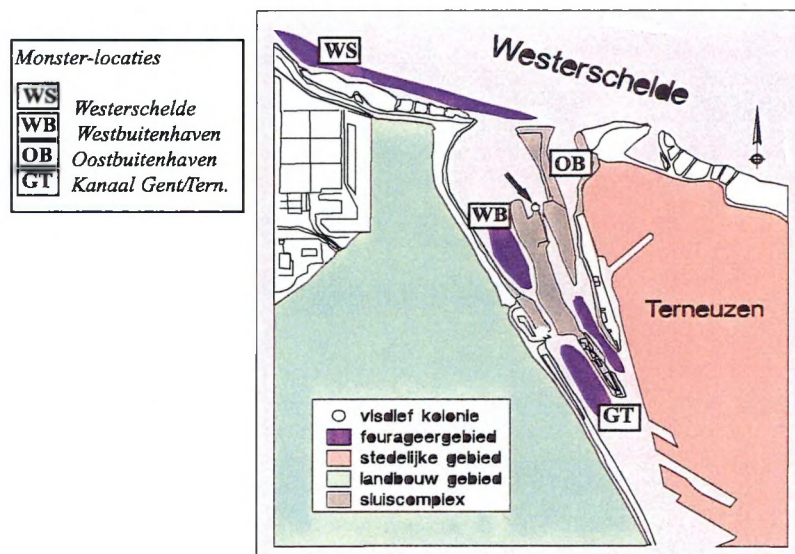 Monster-locaties
WS Westerschelde
WB Westbuitenhaven
OB Oostbuitenhaven
GT Kanaal Gent/Tern.
WS
Westerschelde
OB
WB
Terneuzen
GT
visdief kolonie
fourageergebied
stedelijke gebied
landbouw gebied
sluiscomplex